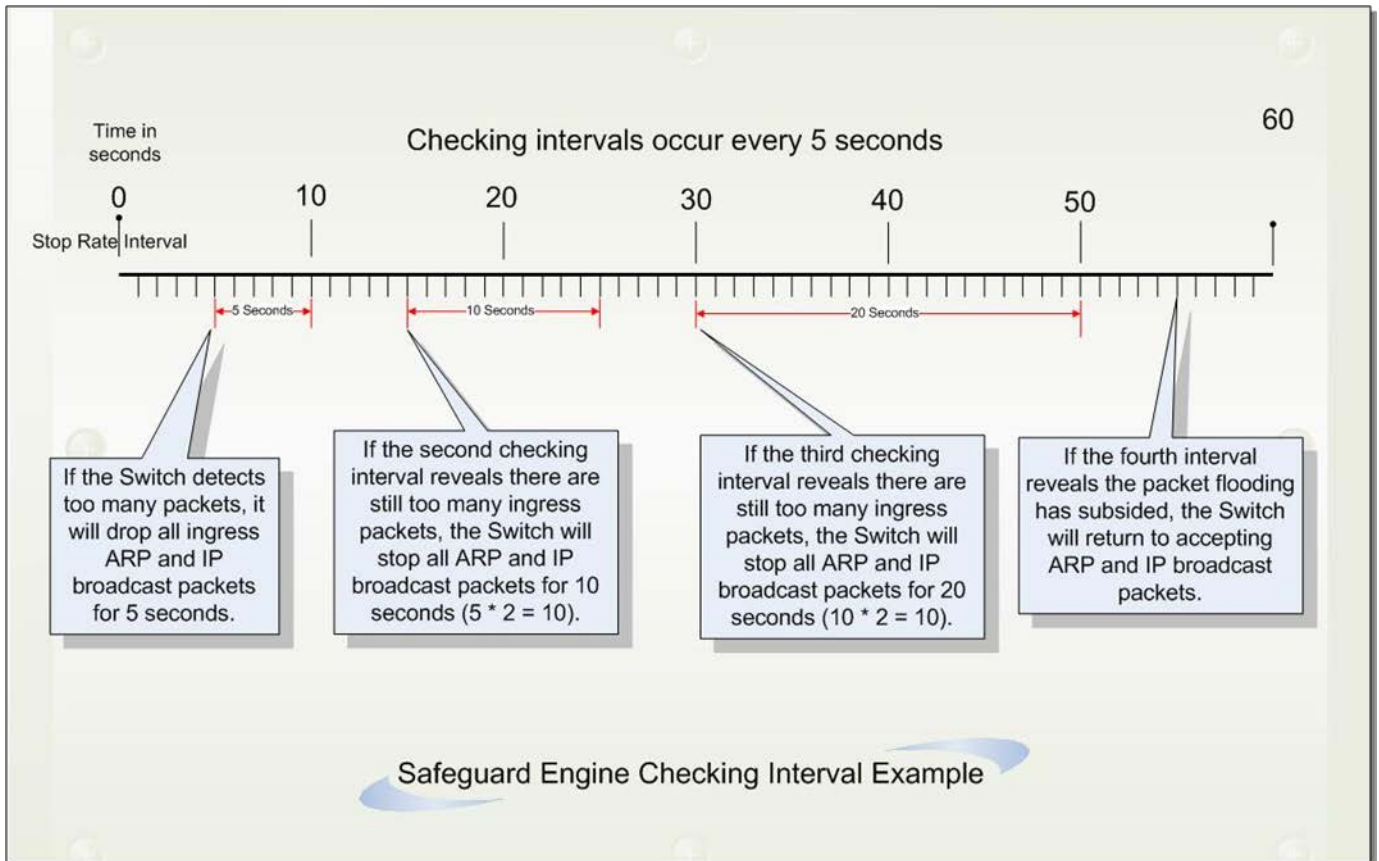 Time in
seconds
Checking intervals occur every 5 seconds
60
0
10
20
30
40
50
Stop Rate Interval
5 Seconds
10 Seconds
20 Seconds
If the Switch detects
too many packets, it
will drop all ingress
ARP and IP
broadcast packets
for 5 seconds.
If the second checking
interval reveals there are
still too many ingress
packets, the Switch will
stop all ARP and IP
broadcast packets for 10
seconds (5 * 2 = 10).
If the third checking
interval reveals there are
still too many ingress
packets, the Switch will
stop all ARP and IP
broadcast packets for 20
seconds (10 * 2 = 10).
If the fourth interval
reveals the packet flooding
has subsided, the Switch
will return to accepting
ARP and IP broadcast
packets.
Safeguard Engine Checking Interval Example